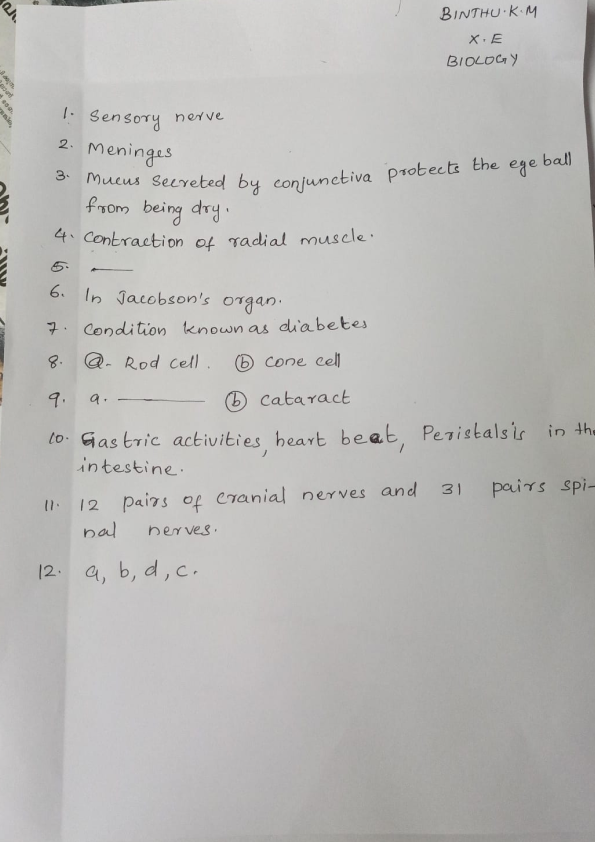 BINTHU.K.M
X.E
BIOLOGY
1. Sensory nerve
2. Meninges
3. Mucus Secreted by conjunctiva protects the eye ball
from being dry.
4. Contraction of radial muscle.
5. —
6. In Jacobson's organ.
7. Condition known as diabetes
8. ⓐ- Rod cell. ⓑ cone cell
9. a. ——— ⓑ cataract
10. Gastric activities, heart beat, Peristalsis in the
intestine.
11. 12 pairs of cranial nerves and 31 pairs spi-
nal nerves.
12. a, b, d, c.